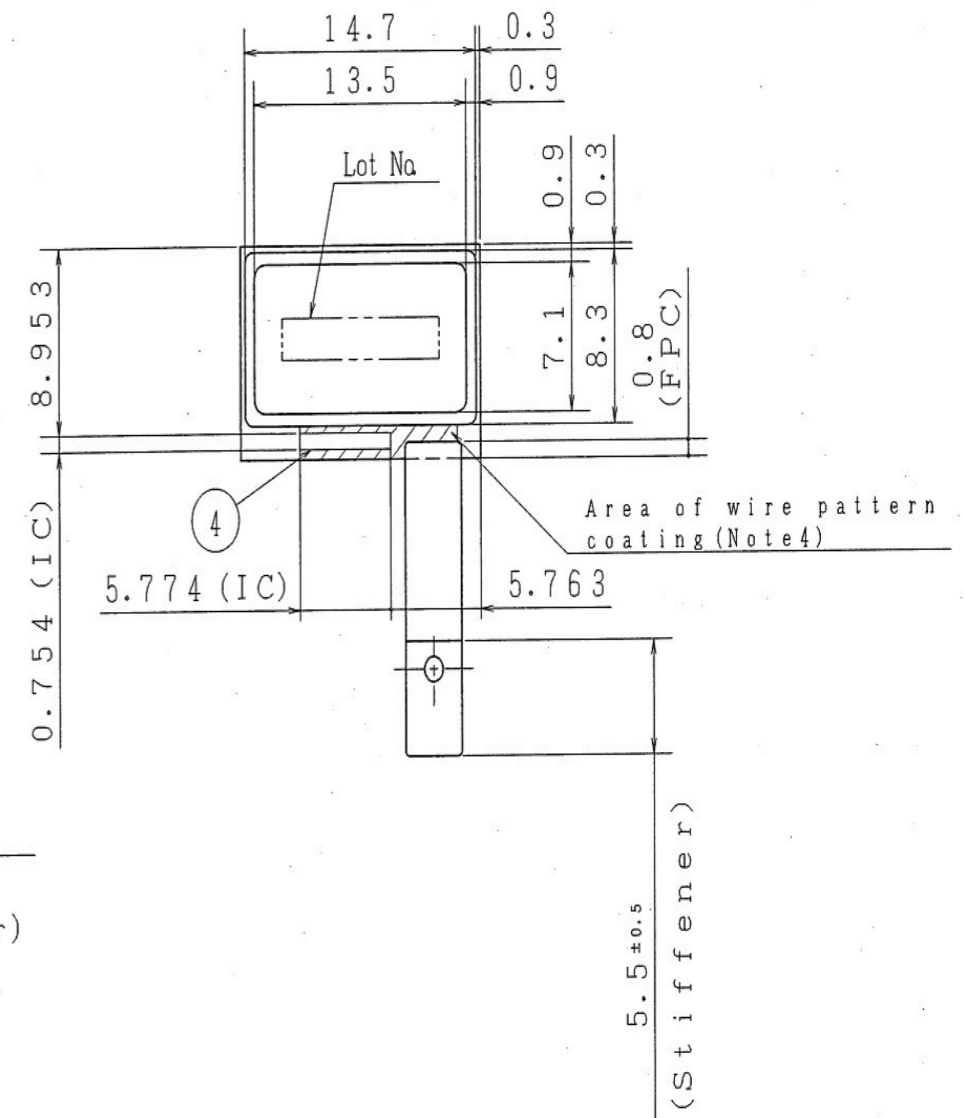 14.7
0.3
13.5
0.9
Lot No.
0.9
0.3
8.953
7.1
8.3
0.8
(FPC)
4
Area of wire pattern
coating(Note4)
5.774(IC)
5.763
0.754(IC)
r)
5.5±0.5
(Stiffener)